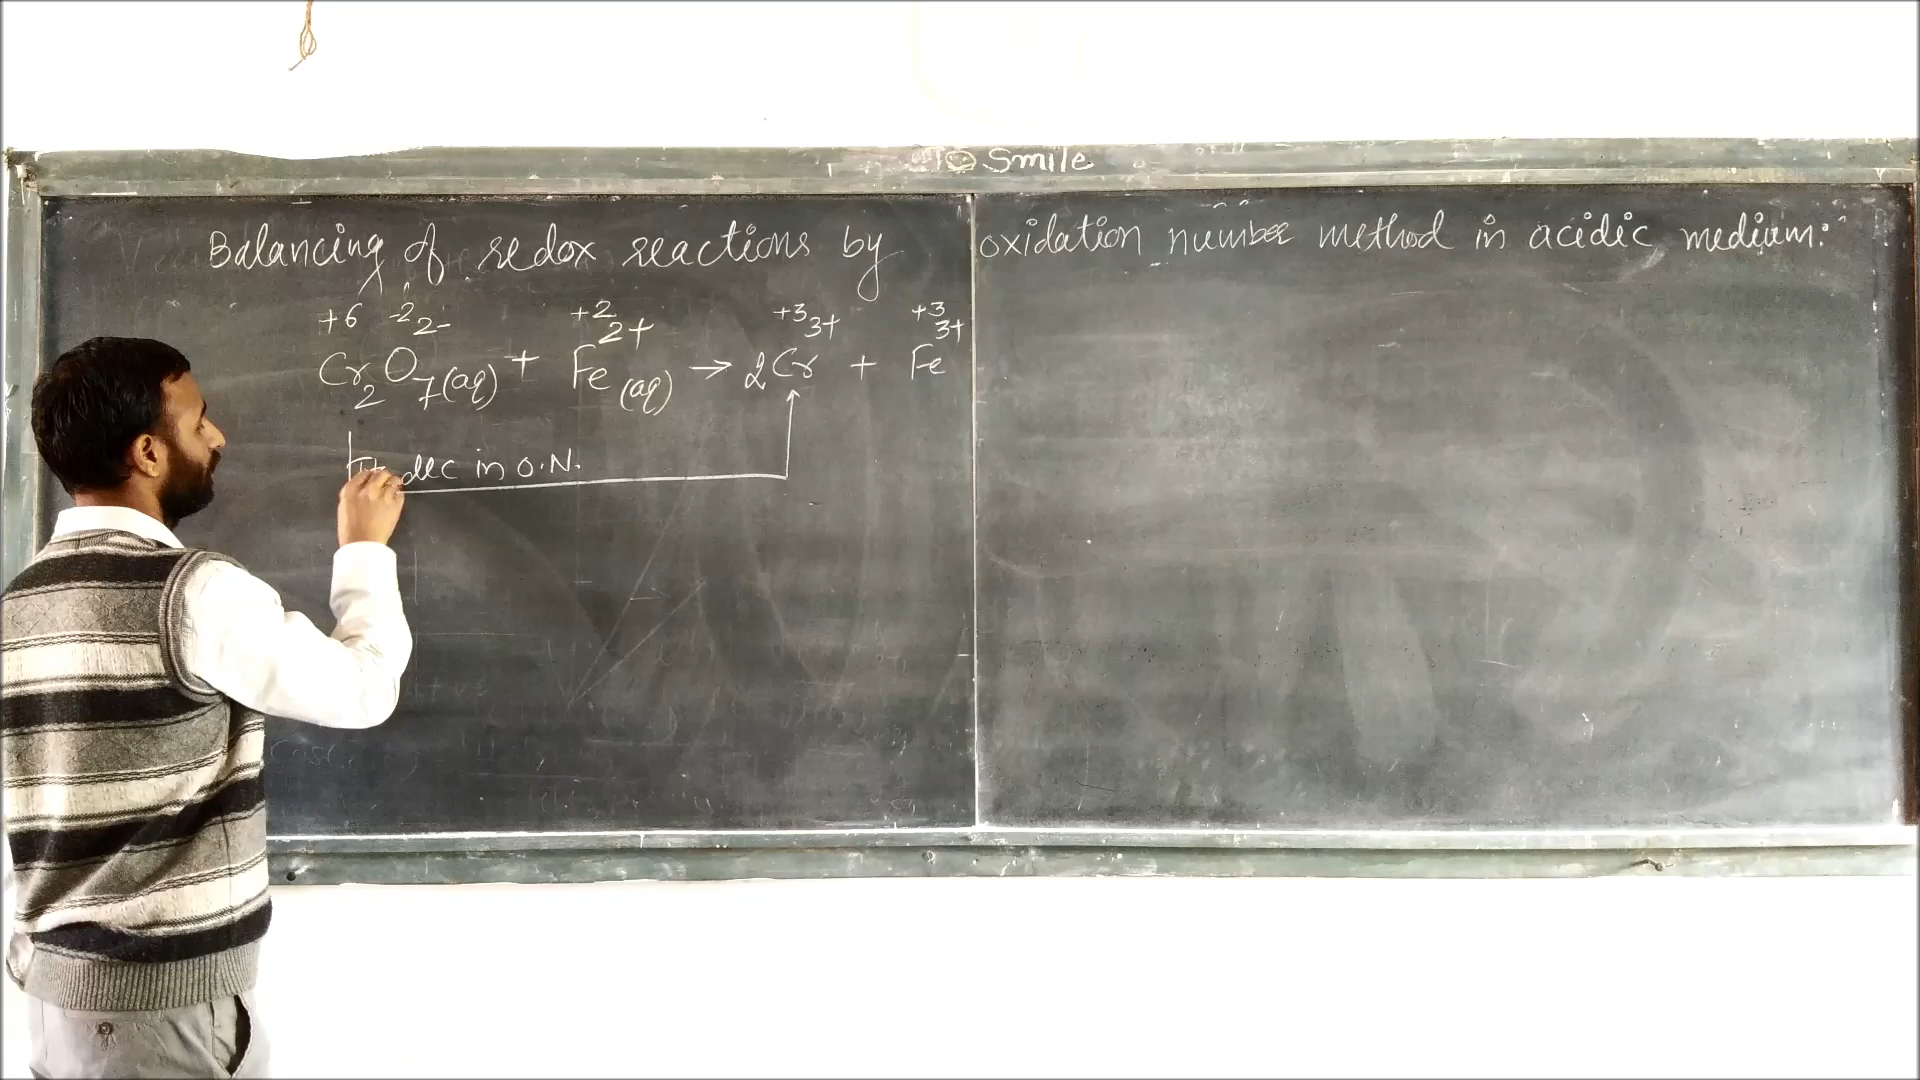 Smile
Balancing of redox reactions by oxidation number method in acidic medium:
+6 -2 2- +2 2+ +3 3+ +3 3+
Cr2O7(aq) + Fe(aq) → 2Cr + Fe
dec in O.N.